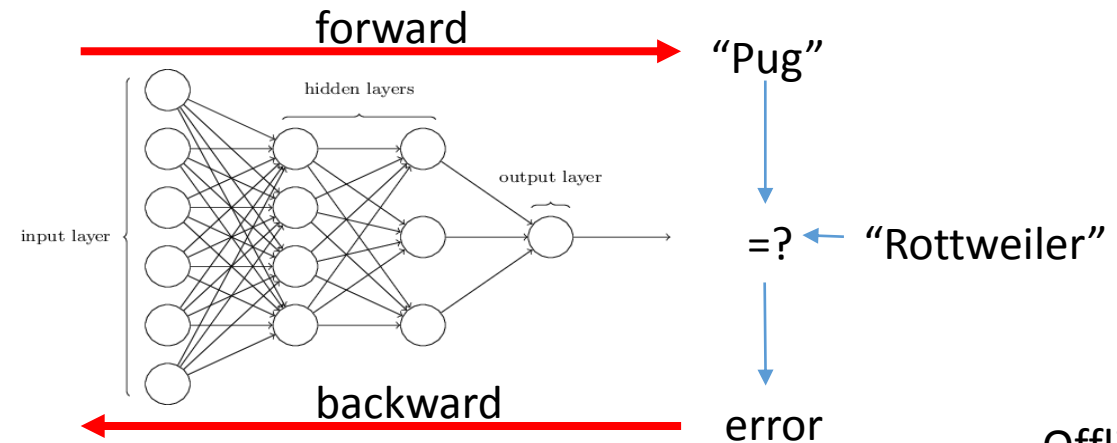 forward
“Pug”
hidden layers
output layer
input layer
=?
“Rottweiler”
backward
error